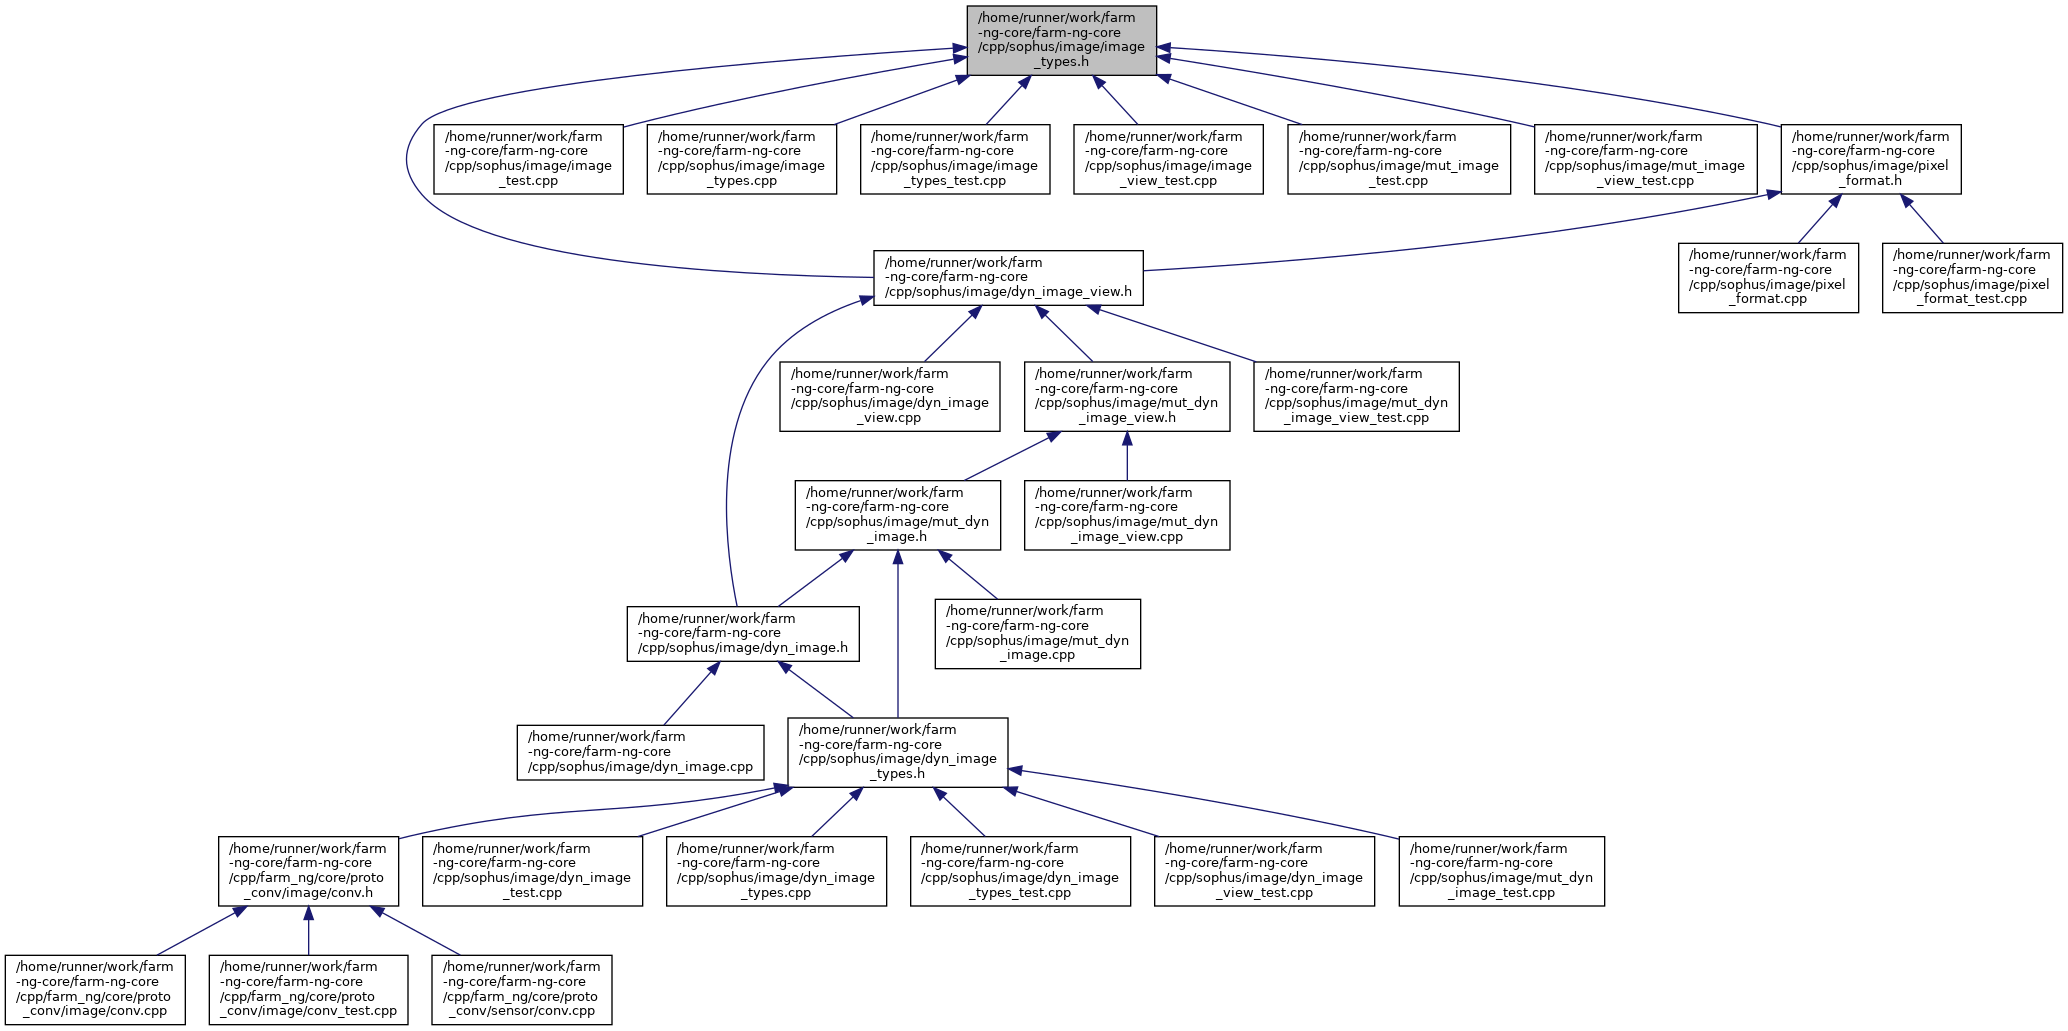 /home/runner/work/farm
-ng-core/farm-ng-core
/cpp/sophus/image/image
_types.h
/home/runner/work/farm
-ng-core/farm-ng-core
/cpp/sophus/image/image
_test.cpp
/home/runner/work/farm
-ng-core/farm-ng-core
/cpp/sophus/image/image
_types.cpp
/home/runner/work/farm
-ng-core/farm-ng-core
/cpp/sophus/image/image
_types_test.cpp
/home/runner/work/farm
-ng-core/farm-ng-core
/cpp/sophus/image/image
_view_test.cpp
/home/runner/work/farm
-ng-core/farm-ng-core
/cpp/sophus/image/mut_image
_test.cpp
/home/runner/work/farm
-ng-core/farm-ng-core
/cpp/sophus/image/mut_image
_view_test.cpp
/home/runner/work/farm
-ng-core/farm-ng-core
/cpp/sophus/image/pixel
_format.h
/home/runner/work/farm
-ng-core/farm-ng-core
/cpp/sophus/image/dyn_image_view.h
/home/runner/work/farm
-ng-core/farm-ng-core
/cpp/sophus/image/pixel
_format.cpp
/home/runner/work/farm
-ng-core/farm-ng-core
/cpp/sophus/image/pixel
_format_test.cpp
/home/runner/work/farm
-ng-core/farm-ng-core
/cpp/sophus/image/dyn_image
_view.cpp
/home/runner/work/farm
-ng-core/farm-ng-core
/cpp/sophus/image/mut_dyn
_image_view.h
/home/runner/work/farm
-ng-core/farm-ng-core
/cpp/sophus/image/mut_dyn
_image_view_test.cpp
/home/runner/work/farm
-ng-core/farm-ng-core
/cpp/sophus/image/mut_dyn
_image.h
/home/runner/work/farm
-ng-core/farm-ng-core
/cpp/sophus/image/mut_dyn
_image_view.cpp
/home/runner/work/farm
-ng-core/farm-ng-core
/cpp/sophus/image/dyn_image.h
/home/runner/work/farm
-ng-core/farm-ng-core
/cpp/sophus/image/mut_dyn
_image.cpp
/home/runner/work/farm
-ng-core/farm-ng-core
/cpp/sophus/image/dyn_image.cpp
/home/runner/work/farm
-ng-core/farm-ng-core
/cpp/sophus/image/dyn_image
_types.h
/home/runner/work/farm
-ng-core/farm-ng-core
/cpp/farm_ng/core/proto
_conv/image/conv.h
/home/runner/work/farm
-ng-core/farm-ng-core
/cpp/sophus/image/dyn_image
_test.cpp
/home/runner/work/farm
-ng-core/farm-ng-core
/cpp/sophus/image/dyn_image
_types.cpp
/home/runner/work/farm
-ng-core/farm-ng-core
/cpp/sophus/image/dyn_image
_types_test.cpp
/home/runner/work/farm
-ng-core/farm-ng-core
/cpp/sophus/image/dyn_image
_view_test.cpp
/home/runner/work/farm
-ng-core/farm-ng-core
/cpp/sophus/image/mut_dyn
_image_test.cpp
/home/runner/work/farm
-ng-core/farm-ng-core
/cpp/farm_ng/core/proto
_conv/image/conv.cpp
/home/runner/work/farm
-ng-core/farm-ng-core
/cpp/farm_ng/core/proto
_conv/image/conv_test.cpp
/home/runner/work/farm
-ng-core/farm-ng-core
/cpp/farm_ng/core/proto
_conv/sensor/conv.cpp